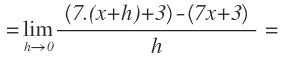 = lim h→0 (7.(x+h)+3)−(7x+3) / h =